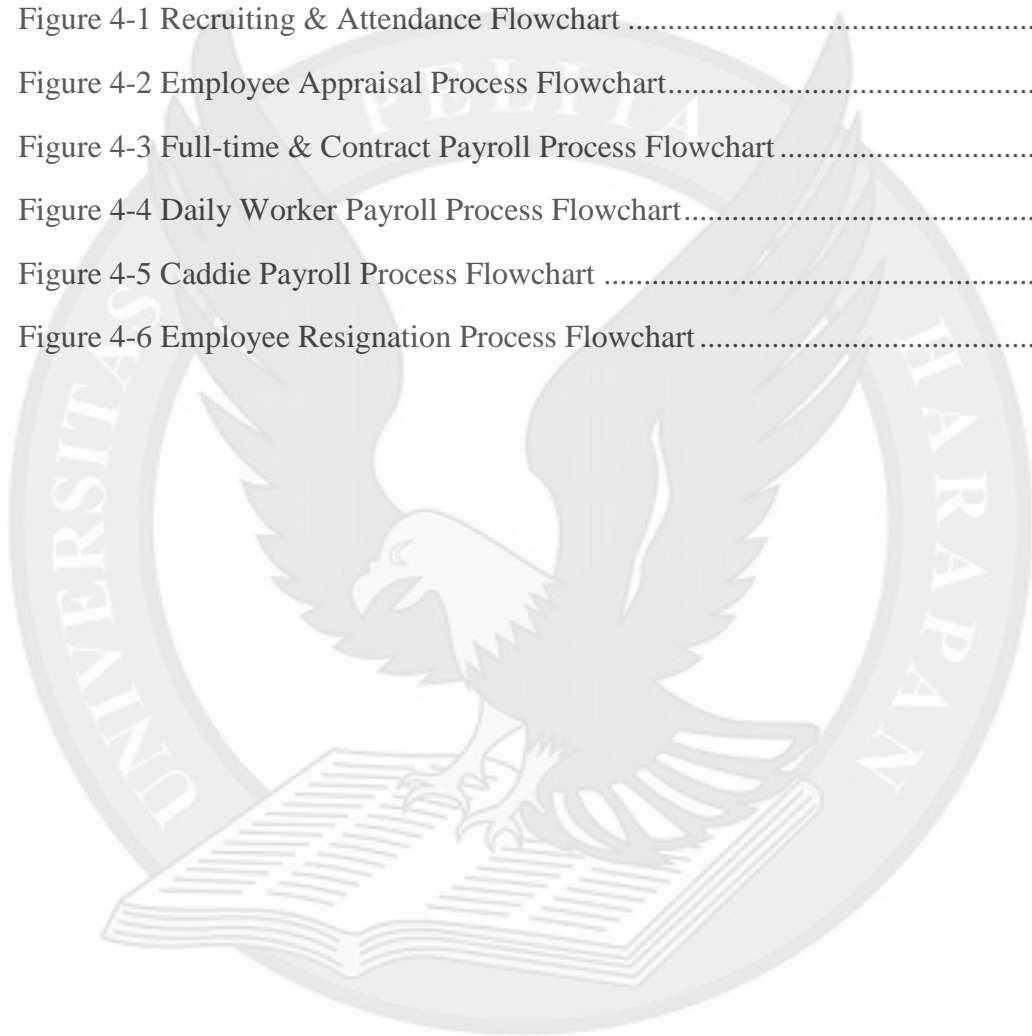 Figure 4-1 Recruiting & Attendance Flowchart ................................................
Figure 4-2 Employee Appraisal Process Flowchart............................................
Figure 4-3 Full-time & Contract Payroll Process Flowchart ..............................
Figure 4-4 Daily Worker Payroll Process Flowchart..........................................
Figure 4-5 Caddie Payroll Process Flowchart ...................................................
Figure 4-6 Employee Resignation Process Flowchart ........................................
UNIVERSITAS PELITA HARAPAN